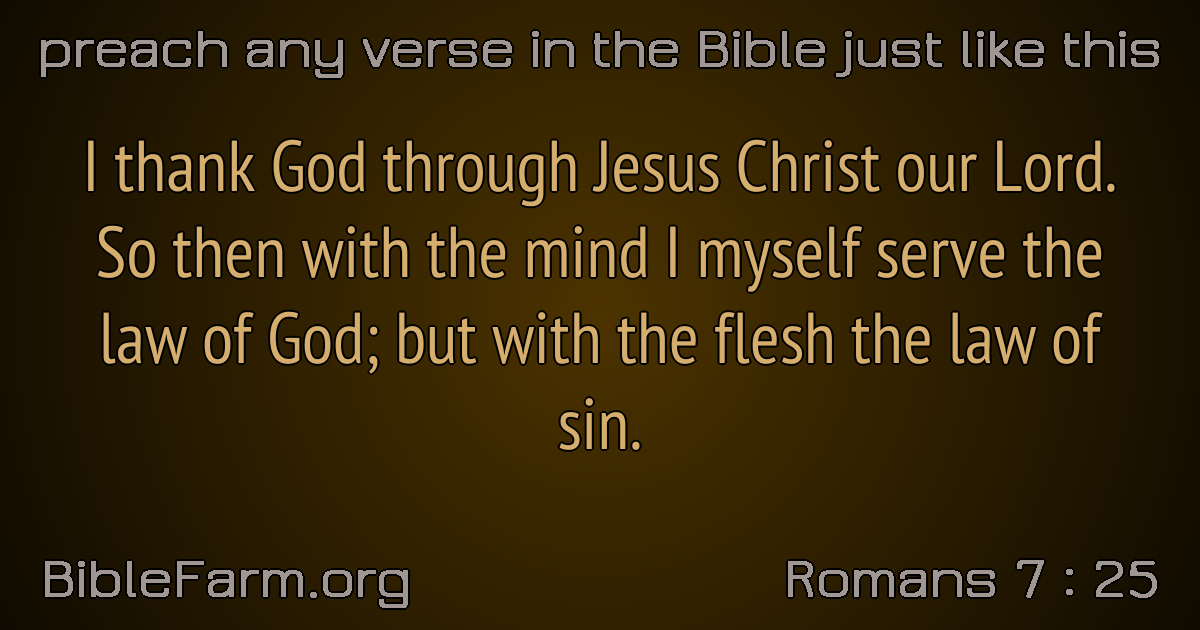 preach any verse in the Bible just like this
I thank God through Jesus Christ our Lord.
So then with the mind I myself serve the
law of God; but with the flesh the law of
sin.
BibleFarm.org
Romans 7 : 25